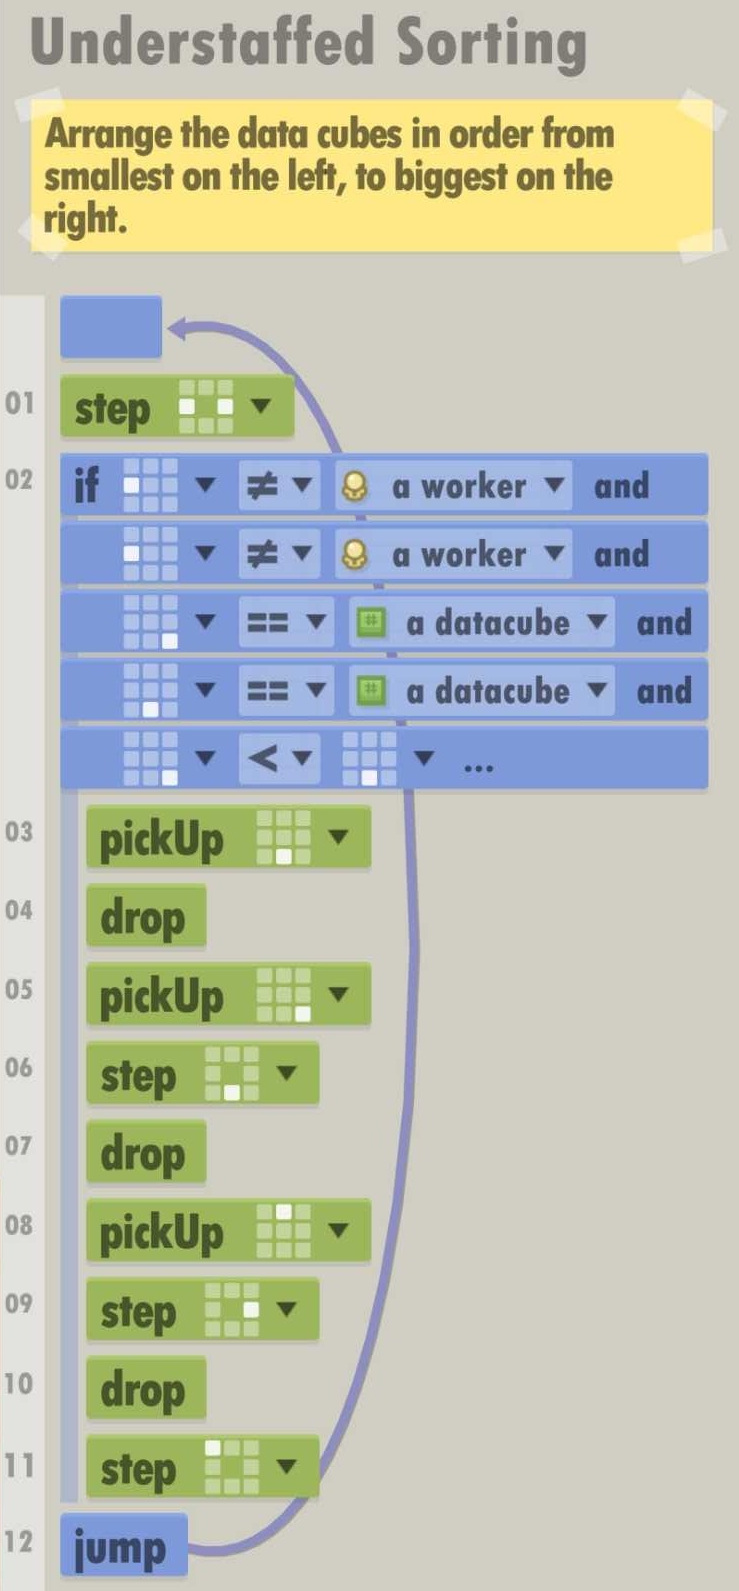 Understaffed Sorting
Arrange the data cubes in order from
smallest on the left, to biggest on the
right.
01 step
02 if ≠ a worker and
≠ a worker and
== a datacube and
== a datacube and
< ...
03 pickUp
04 drop
05 pickUp
06 step
07 drop
08 pickUp
09 step
10 drop
11 step
12 jump